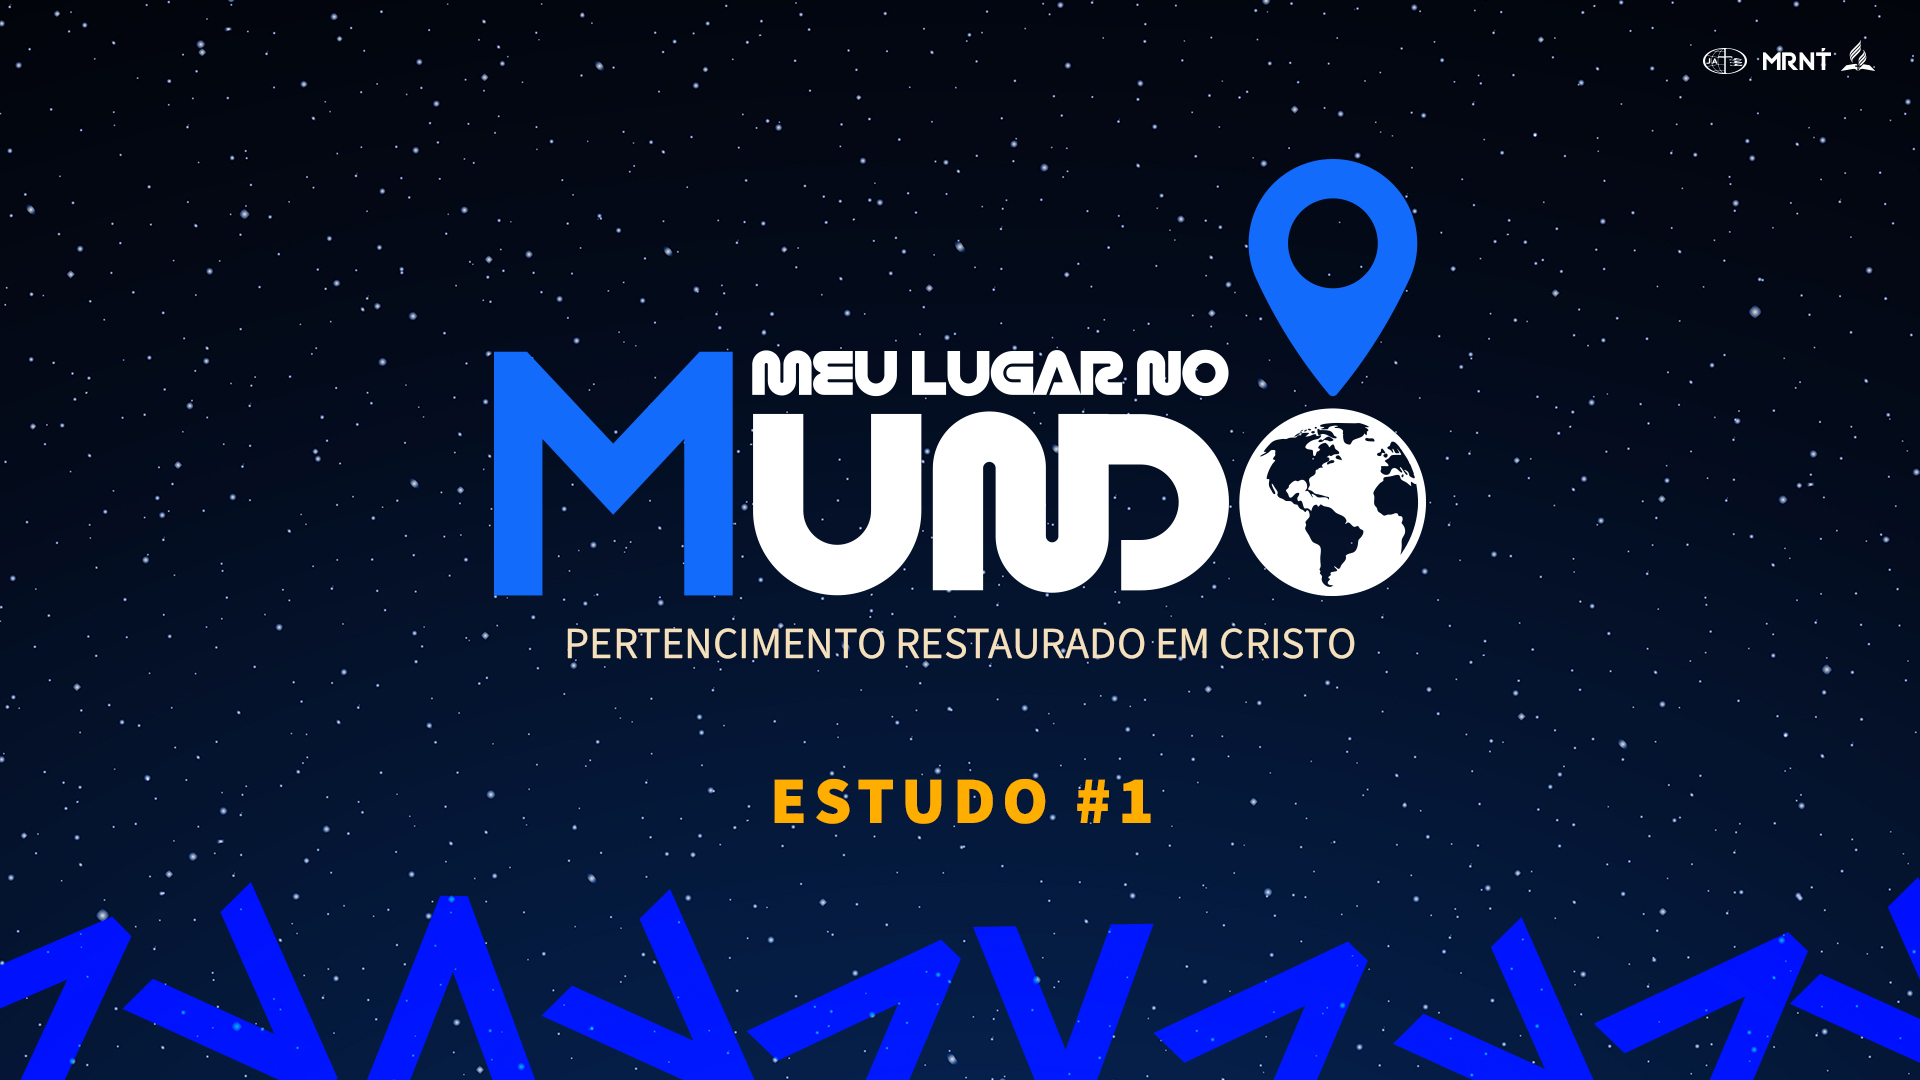 MRNT
MEU LUGAR NO
MUNDO
PERTENCIMENTO RESTAURADO EM CRISTO
ESTUDO #1